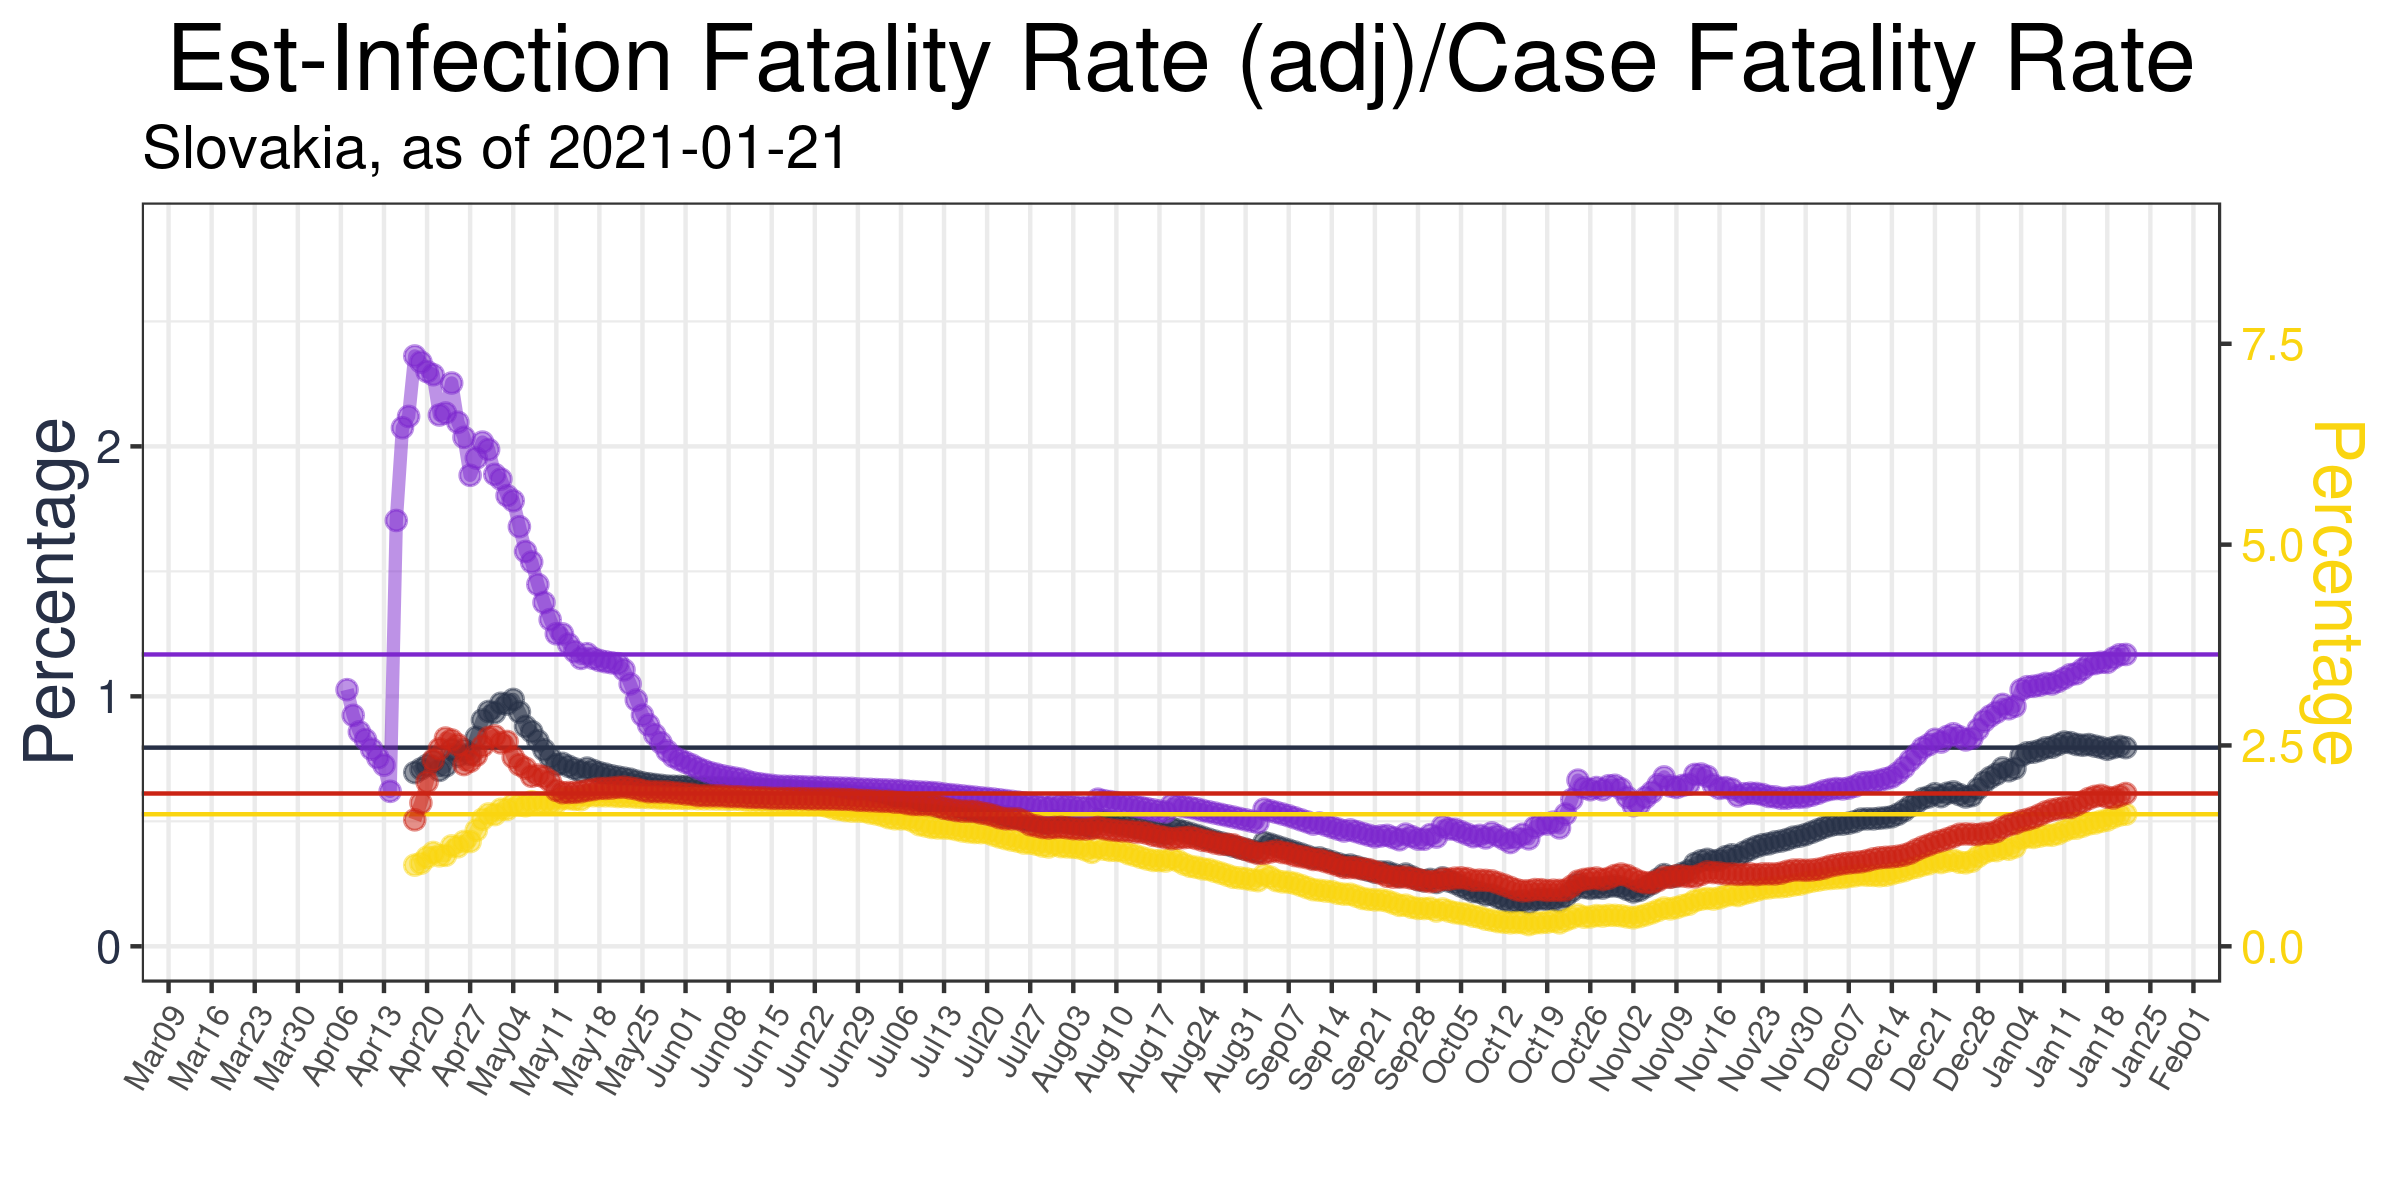 Est-Infection Fatality Rate (adj)/Case Fatality Rate
Slovakia, as of 2021-01-21
Percentage
2
1
0
7.5
5.0
2.5
0.0
Percentage
Mar09 Mar16 Mar23 Mar30 Apr06 Apr13 Apr20 Apr27 May04 May11 May18 May25 Jun01 Jun08 Jun15 Jun22 Jun29 Jul06 Jul13 Jul20 Jul27 Aug03 Aug10 Aug17 Aug24 Aug31 Sep07 Sep14 Sep21 Sep28 Oct05 Oct12 Oct19 Oct26 Nov02 Nov09 Nov16 Nov23 Nov30 Dec07 Dec14 Dec21 Dec28 Jan04 Jan11 Jan18 Jan25 Feb01